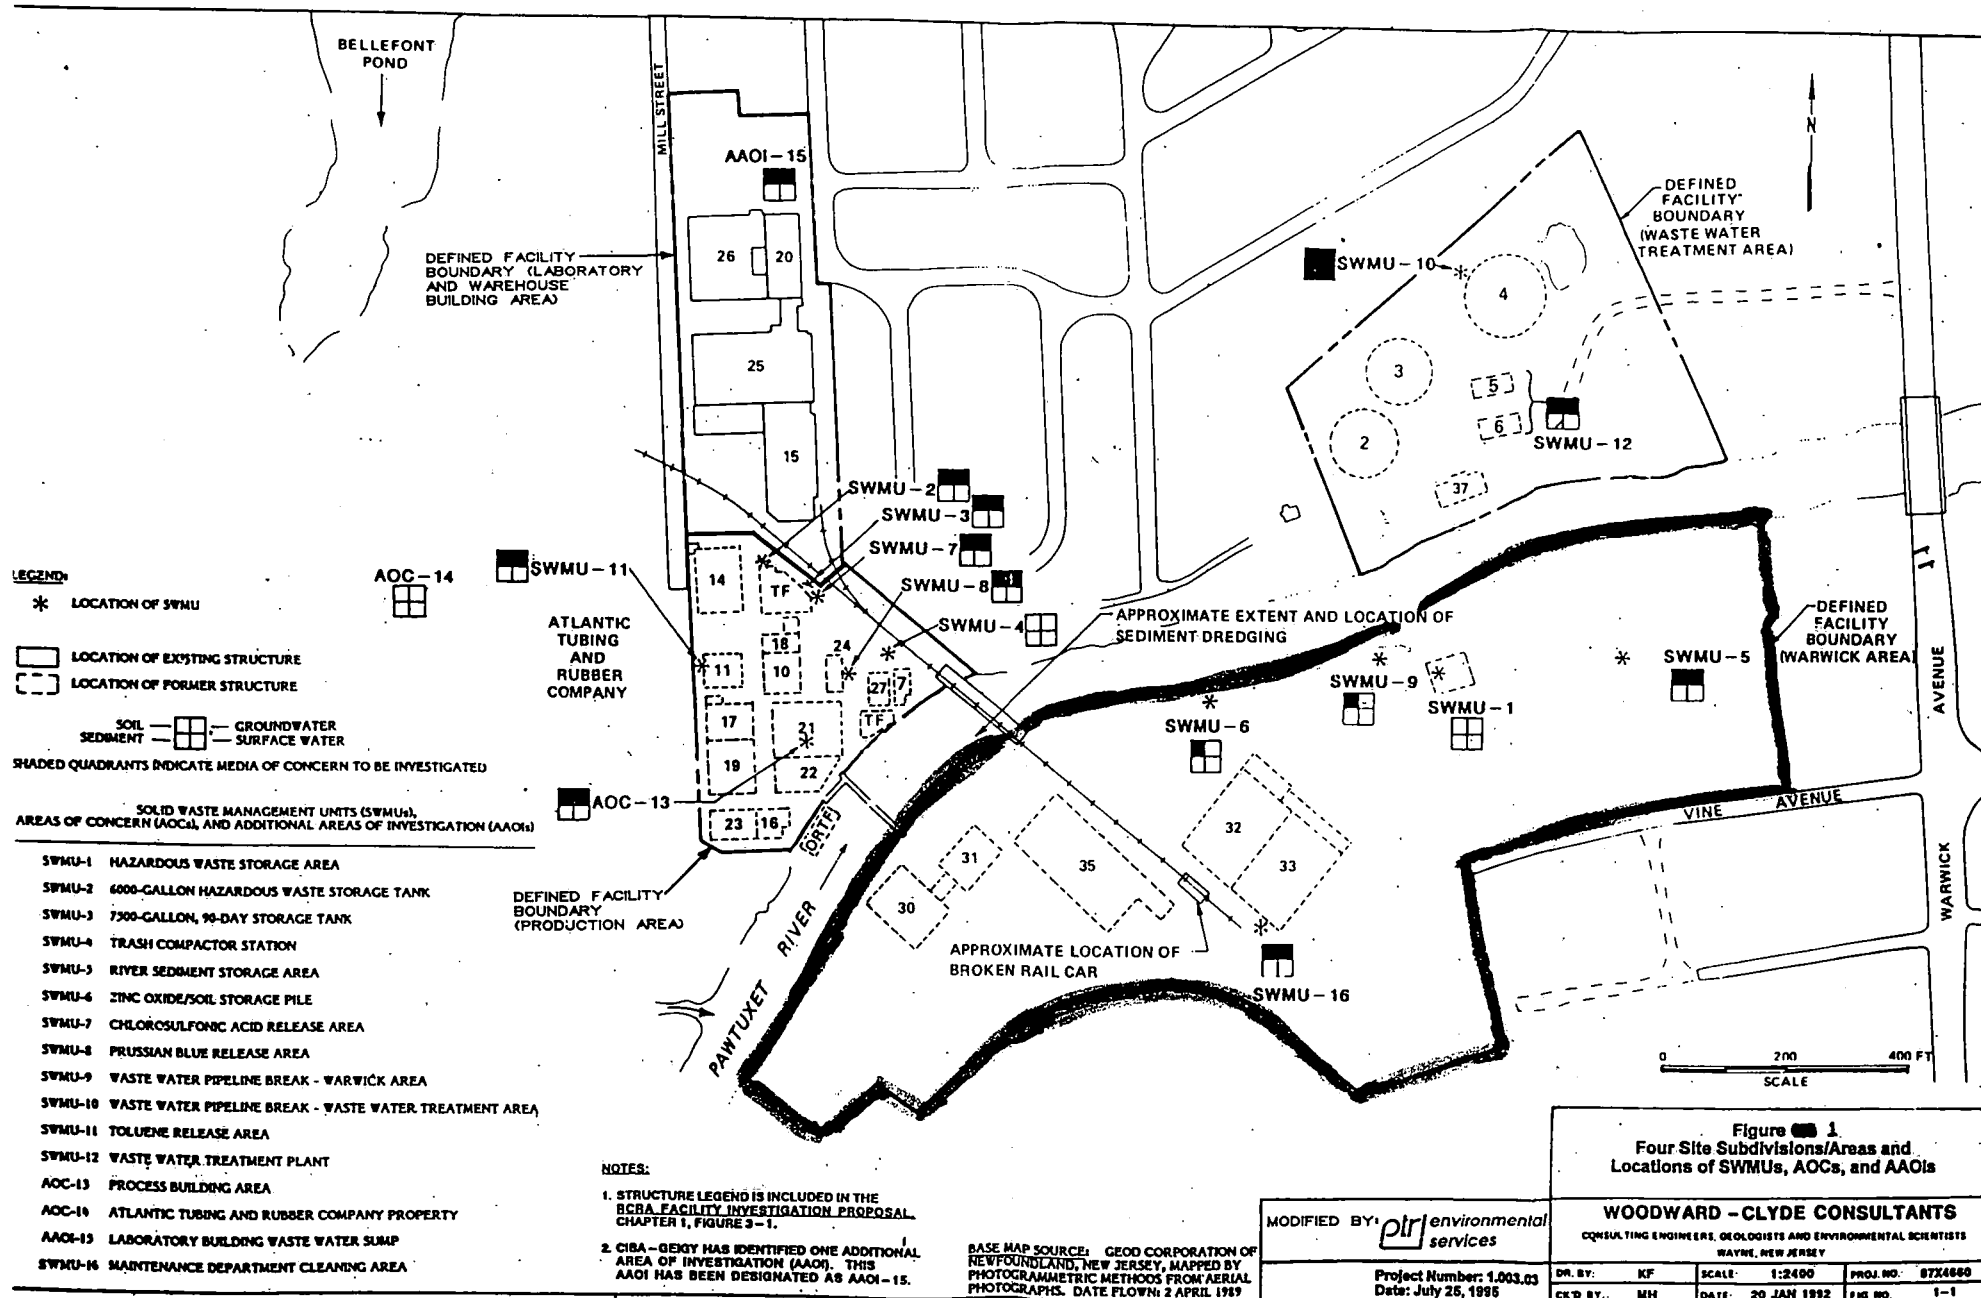 BELLEFONT
POND
MILL STREET
AAOI-15
DEFINED FACILITY
BOUNDARY (LABORATORY
AND WAREHOUSE
BUILDING AREA)
26
20
25
15
N
DEFINED
FACILITY
BOUNDARY
(WASTE WATER
TREATMENT AREA)
SWMU-10
4
3
2
5
6
37
SWMU-12
SWMU-2
SWMU-3
SWMU-7
SWMU-8
SWMU-4
SWMU-11
AOC-14
ATLANTIC
TUBING
AND
RUBBER
COMPANY
14
TF
18
10
24
11
27
7
TF
17
21
19
22
23
16
ORTF
AOC-13
DEFINED FACILITY
BOUNDARY
(PRODUCTION AREA)
APPROXIMATE EXTENT AND LOCATION OF
SEDIMENT DREDGING
DEFINED
FACILITY
BOUNDARY
(WARWICK AREA)
SWMU-5
SWMU-9
SWMU-1
SWMU-6
32
33
35
31
30
APPROXIMATE LOCATION OF
BROKEN RAIL CAR
SWMU-16
PAWTUXET RIVER
VINE AVENUE
WARWICK AVENUE
0 200 400 FT
SCALE
LEGEND:
LOCATION OF SWMU
LOCATION OF EXISTING STRUCTURE
LOCATION OF FORMER STRUCTURE
SOIL GROUNDWATER
SEDIMENT SURFACE WATER
SHADED QUADRANTS INDICATE MEDIA OF CONCERN TO BE INVESTIGATED
SOLID WASTE MANAGEMENT UNITS (SWMUs),
AREAS OF CONCERN (AOCs), AND ADDITIONAL AREAS OF INVESTIGATION (AAOIs)
SWMU-1 HAZARDOUS WASTE STORAGE AREA
SWMU-2 6000-GALLON HAZARDOUS WASTE STORAGE TANK
SWMU-3 7500-GALLON, 90-DAY STORAGE TANK
SWMU-4 TRASH COMPACTOR STATION
SWMU-5 RIVER SEDIMENT STORAGE AREA
SWMU-6 ZINC OXIDE/SOIL STORAGE PILE
SWMU-7 CHLOROSULFONIC ACID RELEASE AREA
SWMU-8 PRUSSIAN BLUE RELEASE AREA
SWMU-9 WASTE WATER PIPELINE BREAK - WARWICK AREA
SWMU-10 WASTE WATER PIPELINE BREAK - WASTE WATER TREATMENT AREA
SWMU-11 TOLUENE RELEASE AREA
SWMU-12 WASTE WATER TREATMENT PLANT
AOC-13 PROCESS BUILDING AREA
AOC-14 ATLANTIC TUBING AND RUBBER COMPANY PROPERTY
AAOI-15 LABORATORY BUILDING WASTE WATER SUMP
SWMU-16 MAINTENANCE DEPARTMENT CLEANING AREA
NOTES:
1. STRUCTURE LEGEND IS INCLUDED IN THE
RCRA FACILITY INVESTIGATION PROPOSAL,
CHAPTER 1, FIGURE 3-1.
2. CIBA-GEIGY HAS IDENTIFIED ONE ADDITIONAL
AREA OF INVESTIGATION (AAOI). THIS
AAOI HAS BEEN DESIGNATED AS AAOI-15.
BASE MAP SOURCE: GEOD CORPORATION OF
NEWFOUNDLAND, NEW JERSEY, MAPPED BY
PHOTOGRAMMETRIC METHODS FROM AERIAL
PHOTOGRAPHS. DATE FLOWN: 2 APRIL 1989
MODIFIED BY: environmental
services
Project Number: 1.003.03
Date: July 25, 1995
Figure 1
Four Site Subdivisions/Areas and
Locations of SWMUs, AOCs, and AAOIs
WOODWARD-CLYDE CONSULTANTS
CONSULTING ENGINEERS, GEOLOGISTS AND ENVIRONMENTAL SCIENTISTS
WAYNE, NEW JERSEY
DR. BY: KF SCALE: 1:2400 PROJ. NO. 87X4660
CK'D BY: MH DATE: 20 JAN 1992 FIG NO. 1-1